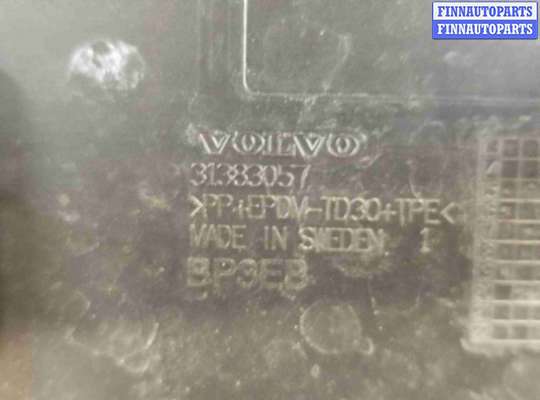 FINNAUTOPARTS
FINNAUTOPARTS
VOLVO
31383057
>PP+EPDM-TD30+TPE<
MADE IN SWEDEN 1
BP3EB